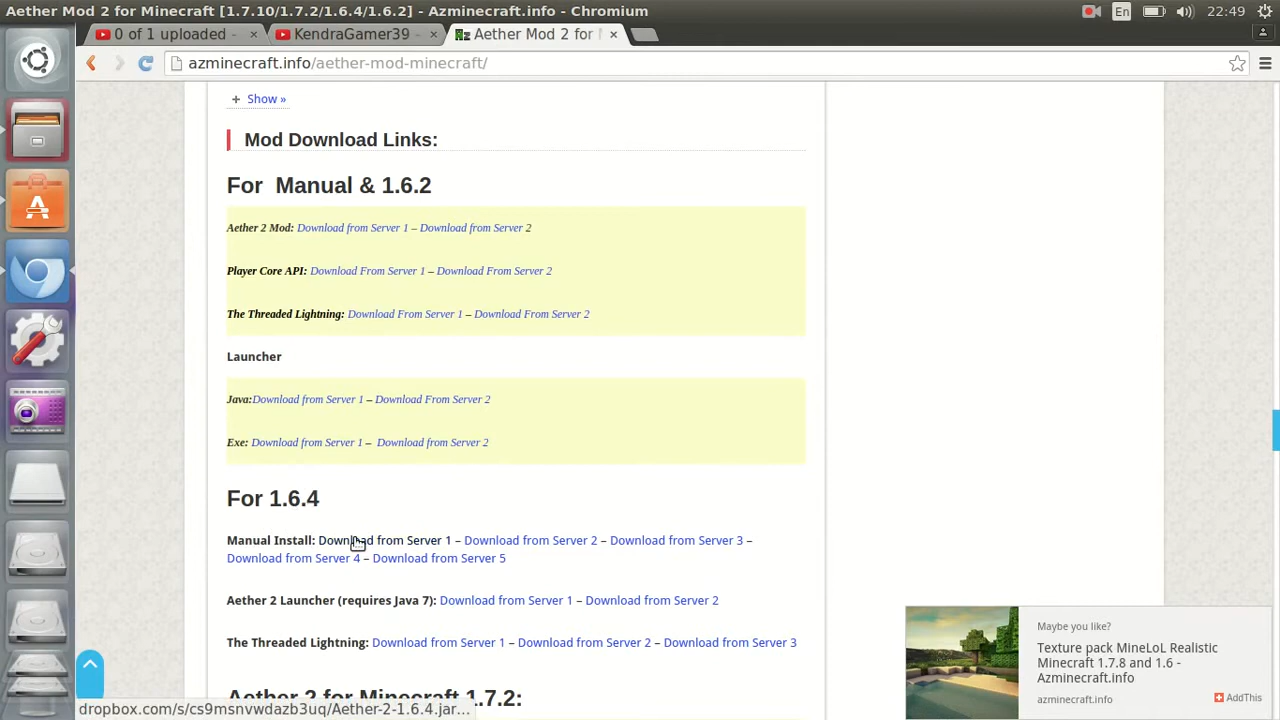 Aether Mod 2 for Minecraft [1.7.10/1.7.2/1.6.4/1.6.2] - Azminecraft.info - Chromium
En
22:49
0 of 1 uploaded -
KendraGamer39 -
Aether Mod 2 for M
azminecraft.info/aether-mod-minecraft/
Show »
Mod Download Links:
For Manual & 1.6.2
Aether 2 Mod: Download from Server 1 – Download from Server 2
Player Core API: Download From Server 1 – Download From Server 2
The Threaded Lightning: Download From Server 1 – Download From Server 2
Launcher
Java:Download from Server 1 – Download From Server 2
Exe: Download from Server 1 – Download from Server 2
For 1.6.4
Manual Install: Download from Server 1 – Download from Server 2 – Download from Server 3 –
Download from Server 4 – Download from Server 5
Aether 2 Launcher (requires Java 7): Download from Server 1 – Download from Server 2
The Threaded Lightning: Download from Server 1 – Download from Server 2 – Download from Server 3
Aether 2 for Minecraft 1.7.2:
dropbox.com/s/cs9msnvwdazb3uq/Aether-2-1.6.4.jar...
Maybe you like?
Texture pack MineLoL Realistic
Minecraft 1.7.8 and 1.6 -
Azminecraft.info
azminecraft.info
AddThis